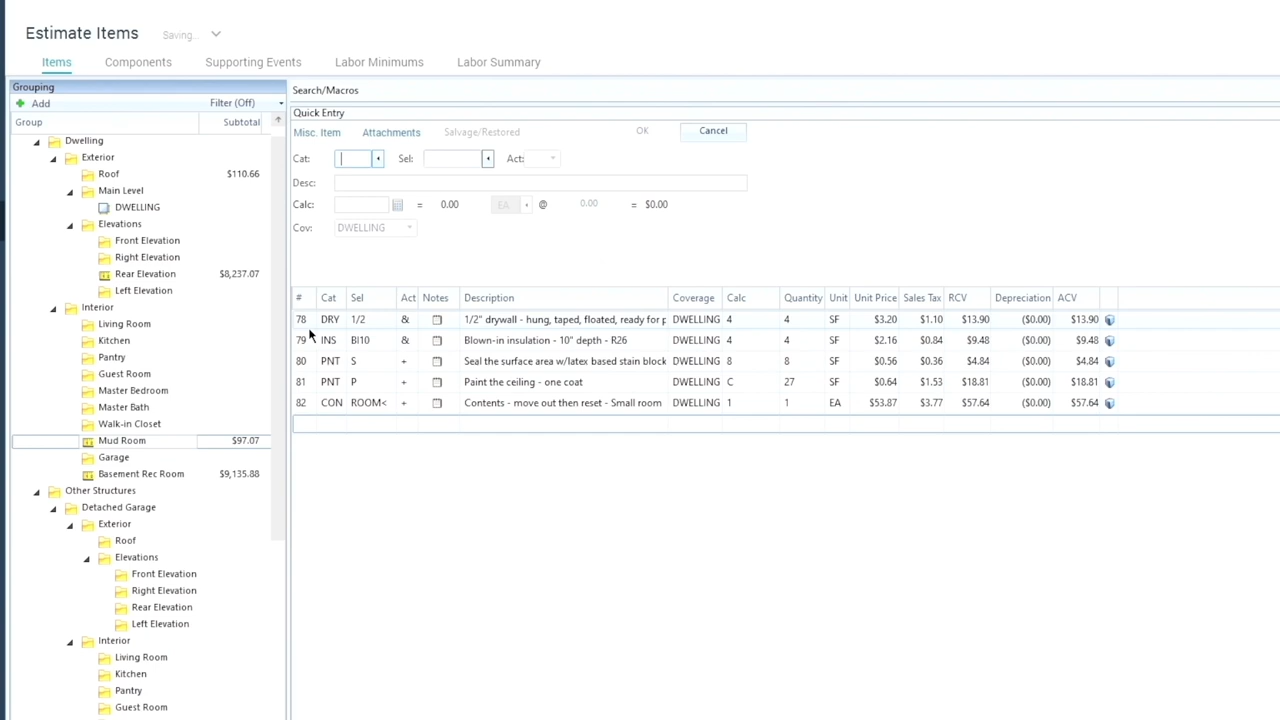 Estimate Items Saving...
Items Components Supporting Events Labor Minimums Labor Summary
Grouping
Add Filter (Off)
Group Subtotal
Dwelling
Exterior
Roof $110.66
Main Level
DWELLING
Elevations
Front Elevation
Right Elevation
Rear Elevation $8,237.07
Left Elevation
Interior
Living Room
Kitchen
Pantry
Guest Room
Master Bedroom
Master Bath
Walk-in Closet
Mud Room $97.07
Garage
Basement Rec Room $9,135.88
Other Structures
Detached Garage
Exterior
Roof
Elevations
Front Elevation
Right Elevation
Rear Elevation
Left Elevation
Interior
Living Room
Kitchen
Pantry
Guest Room
Search/Macros
Quick Entry
Misc. Item Attachments Salvage/Restored OK Cancel
Cat: Sel: Act:
Desc:
Calc: = 0.00 EA @ 0.00 = $0.00
Cov: DWELLING
# Cat Sel Act Notes Description Coverage Calc Quantity Unit Unit Price Sales Tax RCV Depreciation ACV
78 DRY 1/2 & 1/2" drywall - hung, taped, floated, ready for p DWELLING 4 4 SF $3.20 $1.10 $13.90 ($0.00) $13.90
79 INS BI10 & Blown-in insulation - 10" depth - R26 DWELLING 4 4 SF $2.16 $0.84 $9.48 ($0.00) $9.48
80 PNT S + Seal the surface area w/latex based stain block DWELLING 8 8 SF $0.56 $0.36 $4.84 ($0.00) $4.84
81 PNT P + Paint the ceiling - one coat DWELLING C 27 SF $0.64 $1.53 $18.81 ($0.00) $18.81
82 CON ROOM< + Contents - move out then reset - Small room DWELLING 1 1 EA $53.87 $3.77 $57.64 ($0.00) $57.64